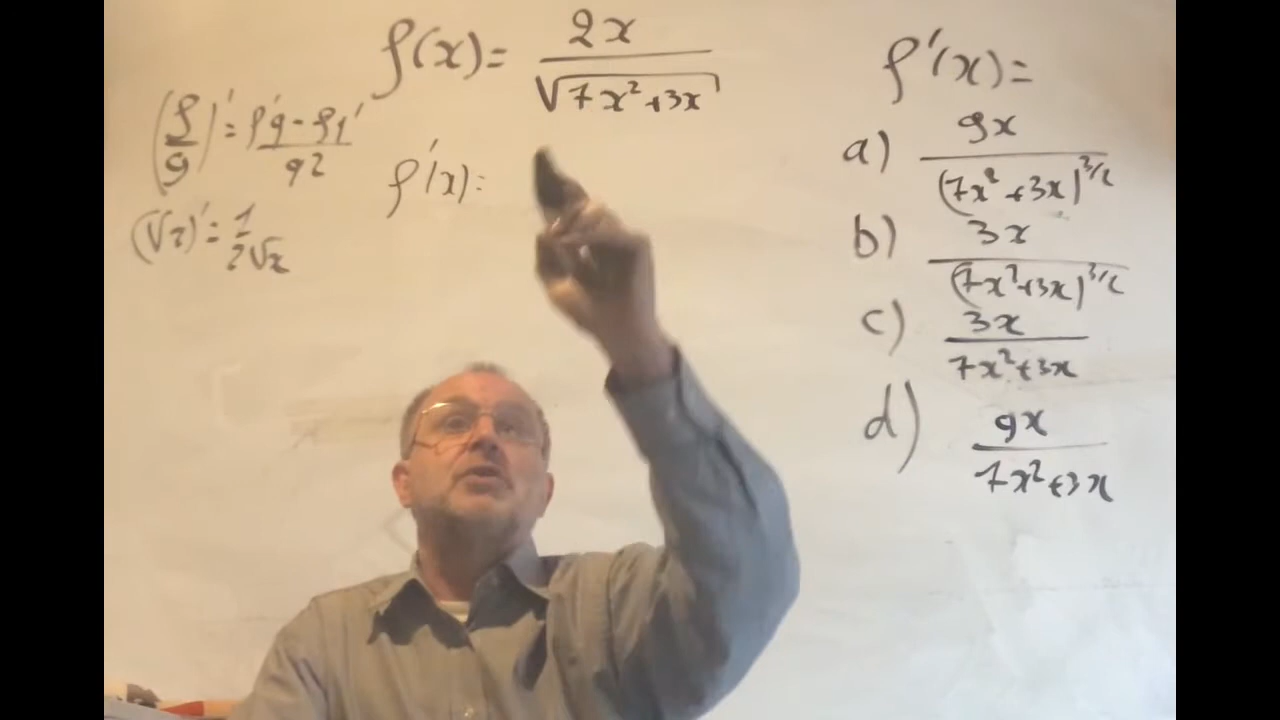 f(x) = 2x / √(7x² + 3x)
(f/g)' = (f'g - fg') / g²
(√x)' = 1 / 2√x
f'(x) =
f'(x) =
a) 9x / (7x² + 3x)^3/2
b) 3x / (7x² + 3x)^3/2
c) 3x / 7x² + 3x
d) 9x / 7x² + 3x